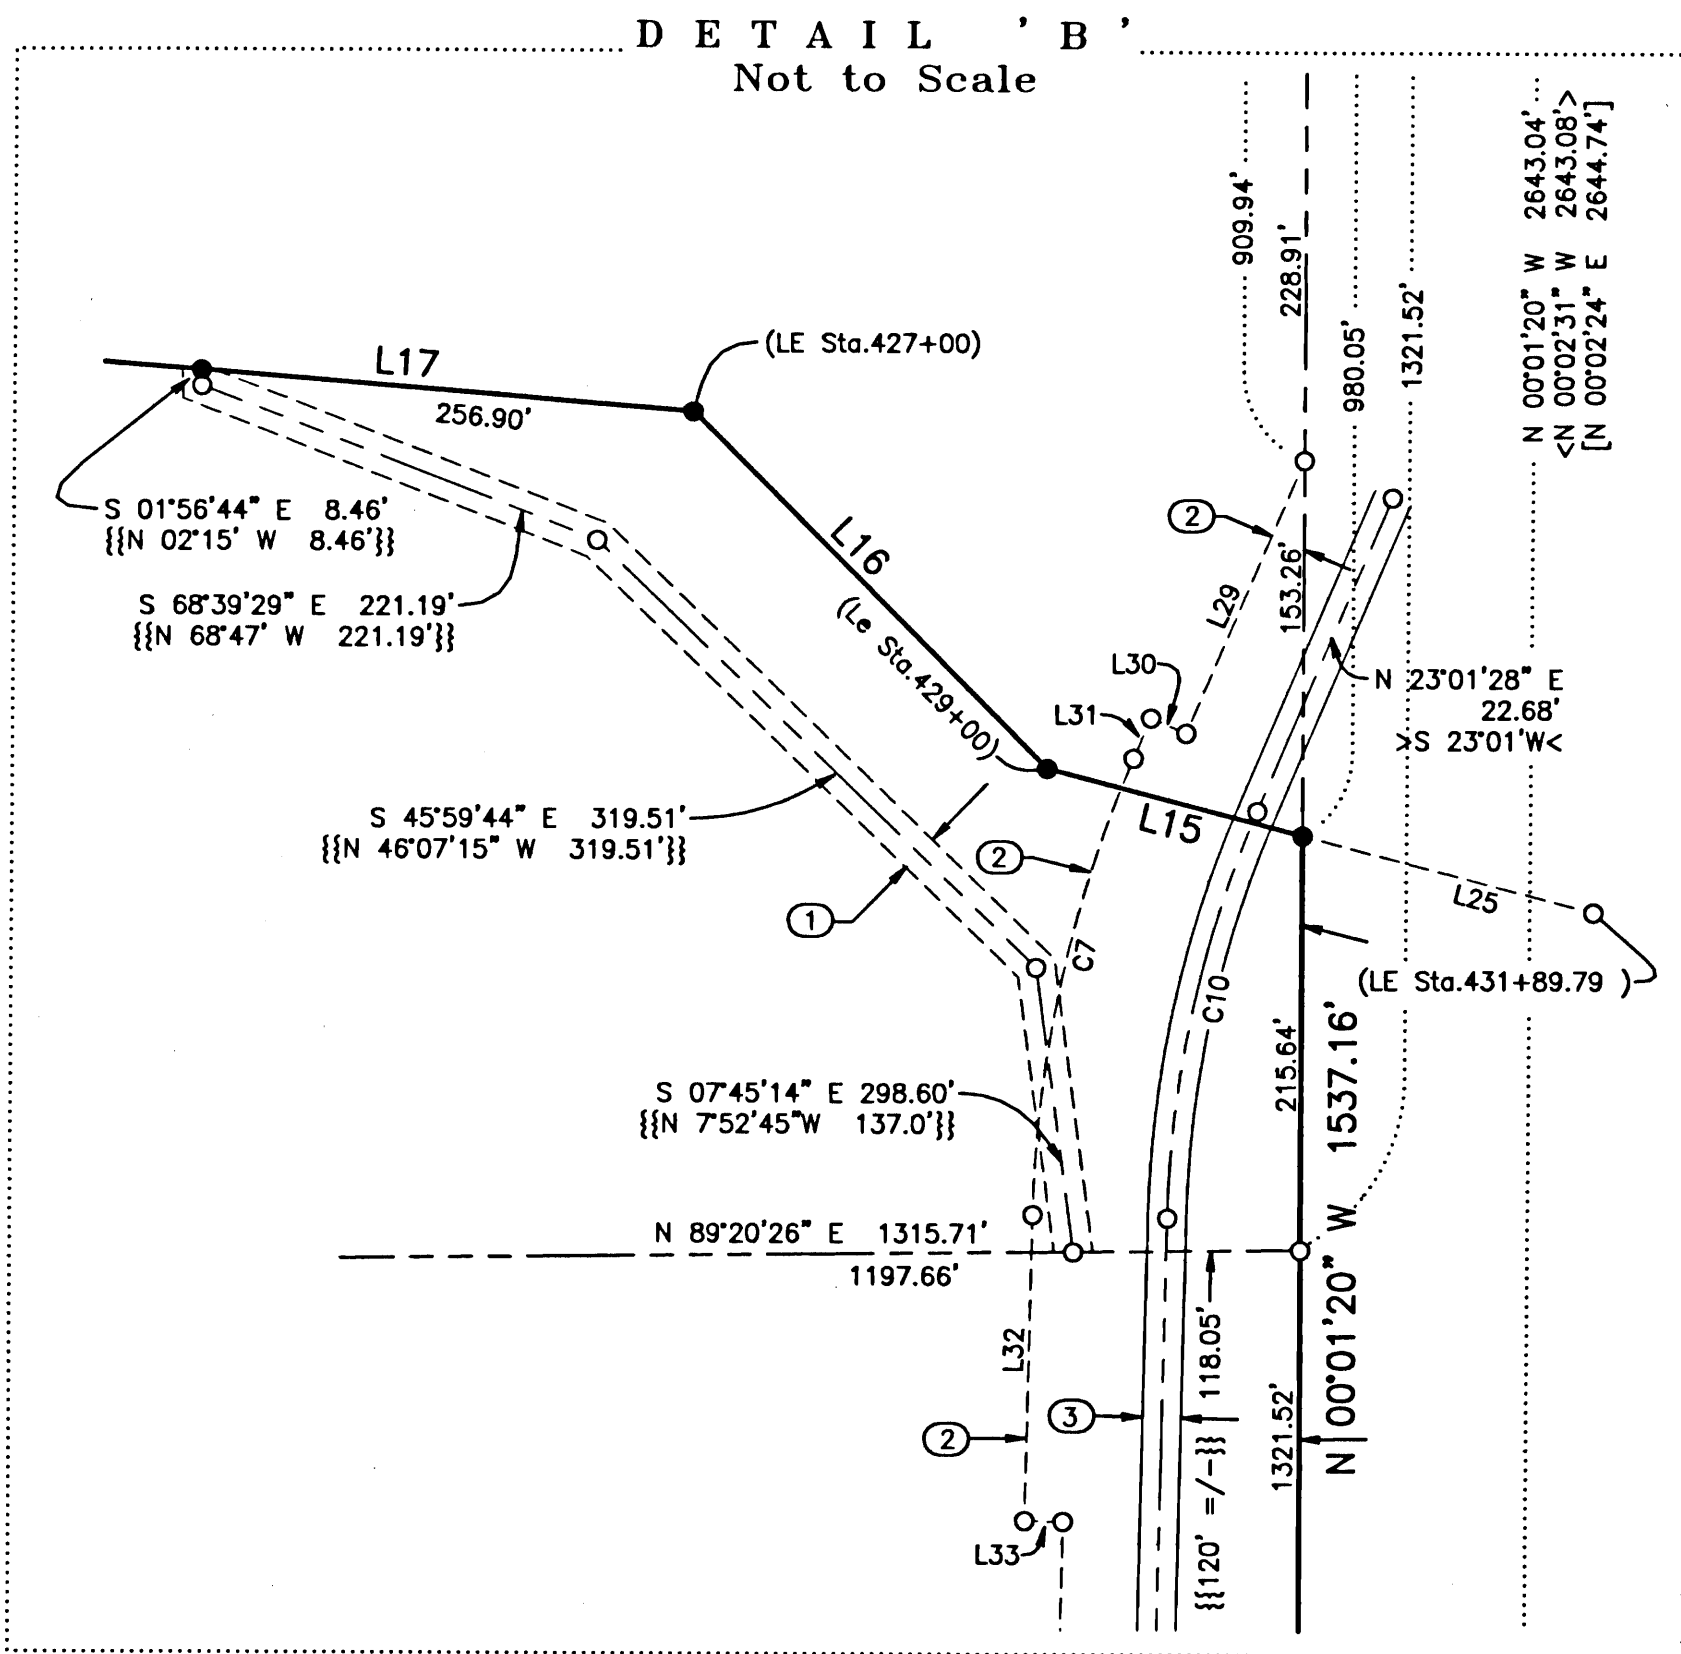 DETAIL 'B'
Not to Scale
N 00°01'20" W 2643.04'
<N 00°02'31" W 2643.08'>
[N 00°02'24" E 2644.74']
909.94'
228.91'
980.05'
1321.52'
(LE Sta.427+00)
L17
256.90'
S 01°56'44" E 8.46'
{{N 02°15' W 8.46'}}
S 68°39'29" E 221.19'
{{N 68°47' W 221.19'}}
L16
(Le Sta.429+00)
2
L29
153.26'
L30
L31
N 23°01'28" E
22.68'
>S 23°01'W<
S 45°59'44" E 319.51'
{{N 46°07'15" W 319.51'}}
L15
2
1
L25
C7
C10
(LE Sta.431+89.79 )
215.64'
N 00°01'20" W 1537.16'
S 07°45'14" E 298.60'
{{N 7°52'45"W 137.0'}}
N 89°20'26" E 1315.71'
1197.66'
L32
118.05'
{{120' =/-}}
3
2
1321.52'
L33